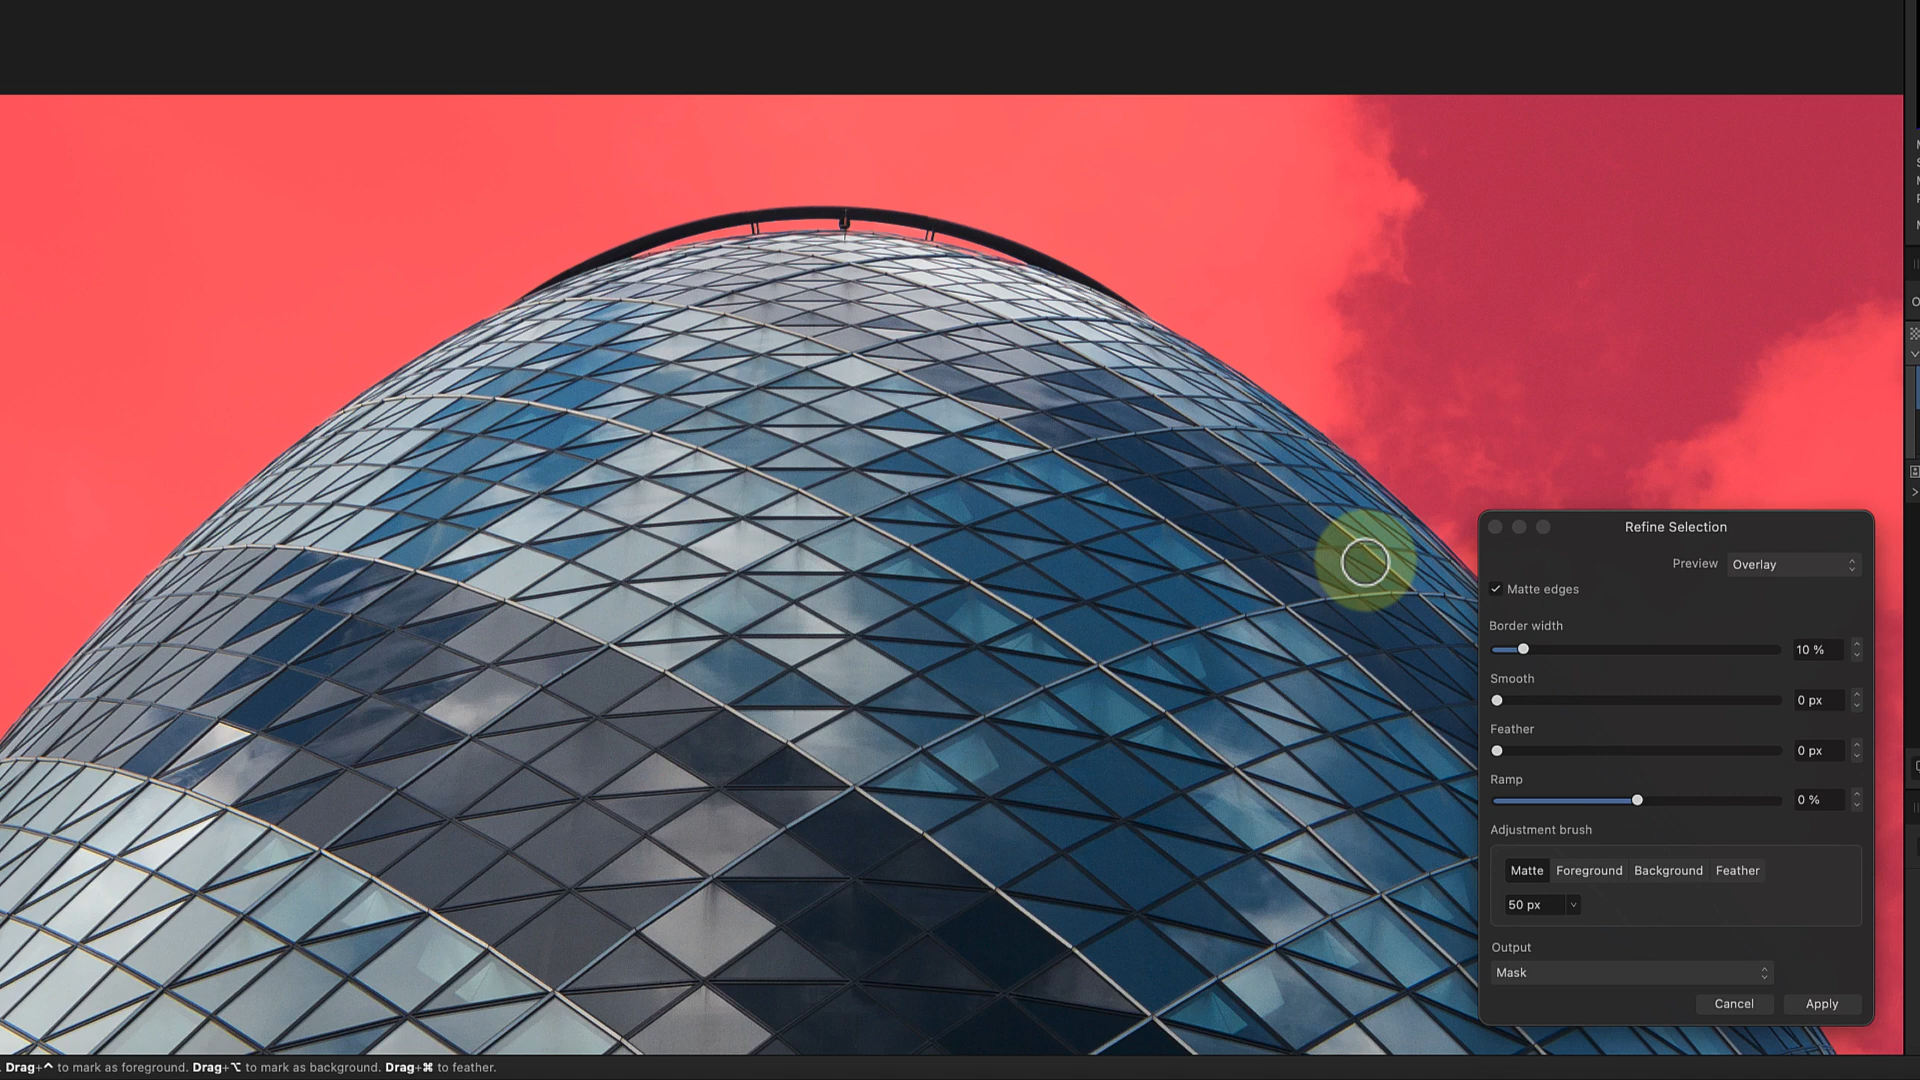 Refine Selection
Preview Overlay
Matte edges
Border width
10 %
Smooth
0 px
Feather
0 px
Ramp
0 %
Adjustment brush
Matte Foreground Background Feather
50 px
Output
Mask
Cancel Apply
Drag+^ to mark as foreground. Drag+⌥ to mark as background. Drag+⌘ to feather.